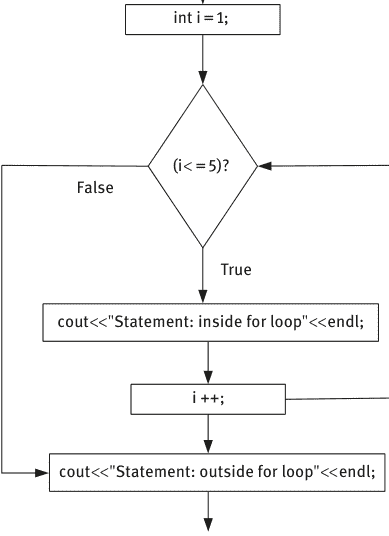 int i = 1;
(i< = 5)?
False
True
cout<<"Statement: inside for loop"<<endl;
i ++;
cout<<"Statement: outside for loop"<<endl;